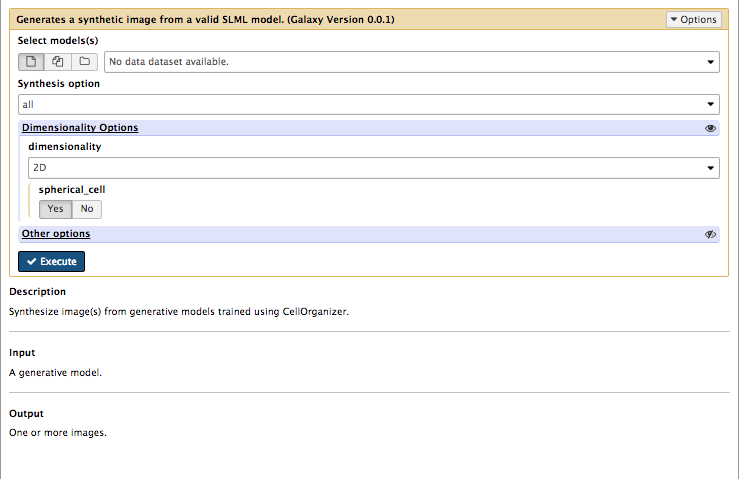 Generates a synthetic image from a valid SLML model. (Galaxy Version 0.0.1)
Options
Select models(s)
No data dataset available.
Synthesis option
all
Dimensionality Options
dimensionality
2D
spherical_cell
Yes No
Other options
Execute
Description
Synthesize image(s) from generative models trained using CellOrganizer.
Input
A generative model.
Output
One or more images.